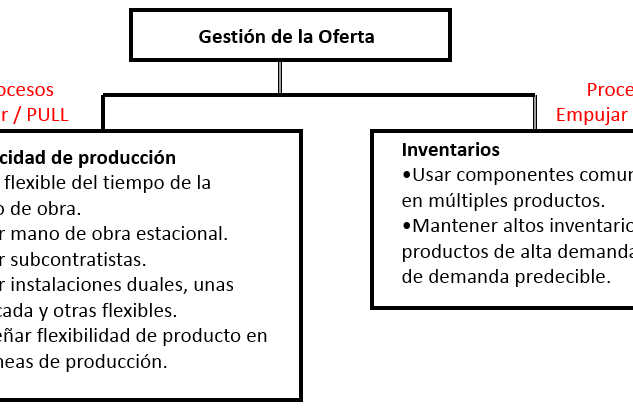 Gestión de la Oferta
ocesos
r / PULL
Proce
Empujar
cidad de producción
flexible del tiempo de la
o de obra.
r mano de obra estacional.
r subcontratistas.
r instalaciones duales, unas
cada y otras flexibles.
eñar flexibilidad de producto en
neas de producción.
Inventarios
•Usar componentes comun
en múltiples productos.
•Mantener altos inventario
productos de alta demanda
de demanda predecible.